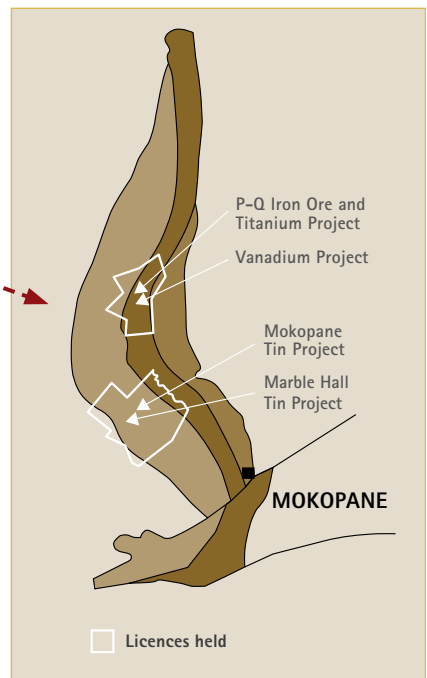 P-Q Iron Ore and
Titanium Project
Vanadium Project
Mokopane
Tin Project
Marble Hall
Tin Project
MOKOPANE
Licences held